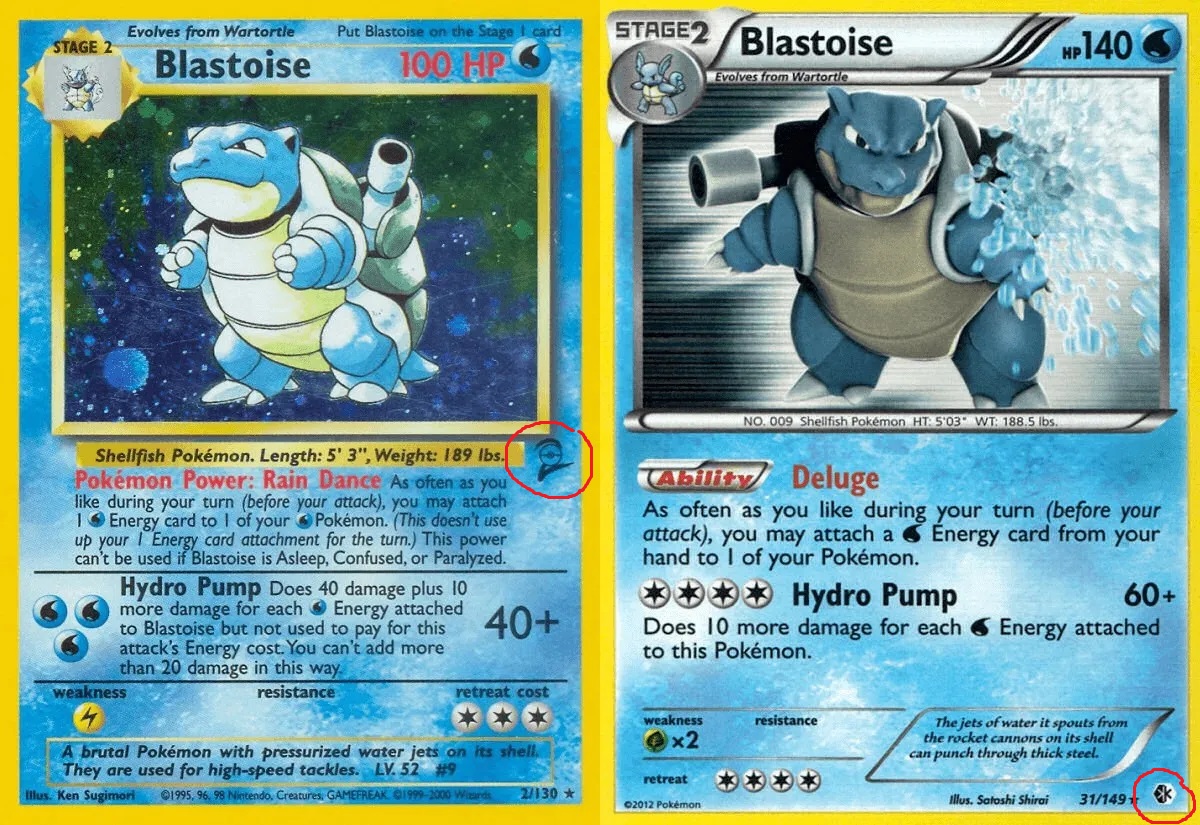 Evolves from Wartortle Put Blastoise on the Stage 1 card
STAGE 2
Blastoise 100 HP
Shellfish Pokémon. Length: 5' 3", Weight: 189 lbs.
Pokémon Power: Rain Dance As often as you
like during your turn (before your attack), you may attach
1 Energy card to 1 of your Pokémon. (This doesn't use
up your 1 Energy card attachment for the turn.) This power
can't be used if Blastoise is Asleep, Confused, or Paralyzed.
Hydro Pump Does 40 damage plus 10
more damage for each Energy attached
to Blastoise but not used to pay for this
attack's Energy cost. You can't add more
than 20 damage in this way.
40+
weakness resistance retreat cost
A brutal Pokémon with pressurized water jets on its shell.
They are used for high-speed tackles. LV. 52 #9
Illus. Ken Sugimori ©1995, 96, 98 Nintendo, Creatures, GAMEFREAK. ©1999-2000 Wizards. 2/130 ★
STAGE2 Blastoise HP140
Evolves from Wartortle
NO. 009 Shellfish Pokémon HT: 5'03" WT: 188.5 lbs.
Ability Deluge
As often as you like during your turn (before your
attack), you may attach a Energy card from your
hand to 1 of your Pokémon.
Hydro Pump 60+
Does 10 more damage for each Energy attached
to this Pokémon.
weakness resistance
×2
retreat
The jets of water it spouts from
the rocket cannons on its shell
can punch through thick steel.
©2012 Pokémon Illus. Satoshi Shirai 31/149 ★